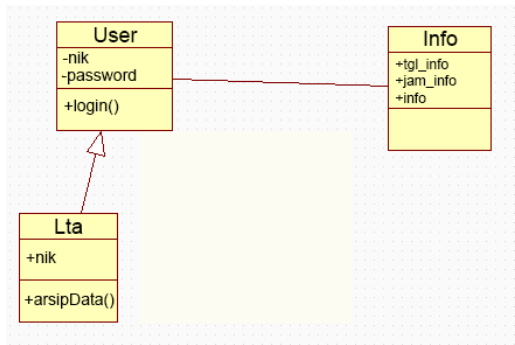 User
-nik
-password
+login()
Info
+tgl_info
+jam_info
+info
Lta
+nik
+arsipData()